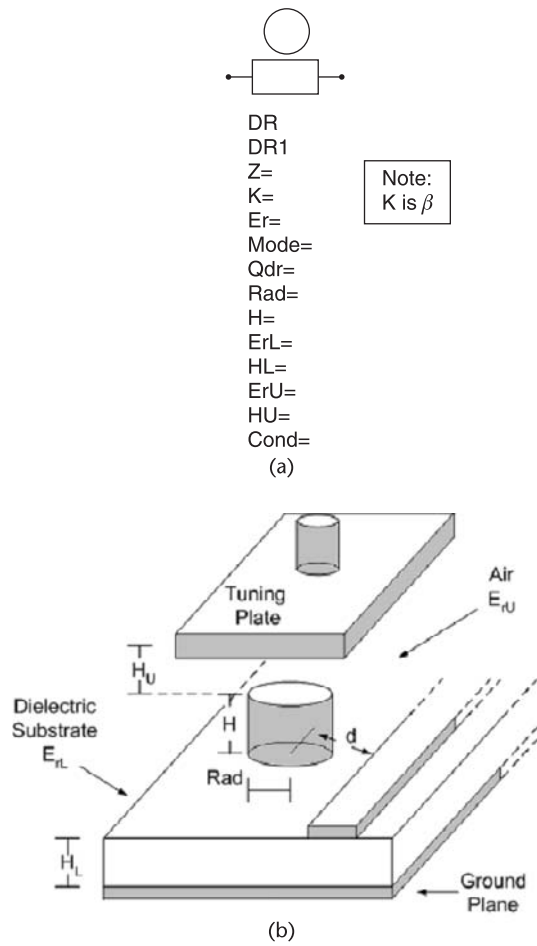 DR
DR1
Z=
K=
Er=
Mode=
Qdr=
Rad=
H=
ErL=
HL=
ErU=
HU=
Cond=
Note:
K is β
(a)
Tuning
Plate
Air
ErU
HU
H
Dielectric
Substrate
ErL
d
Rad
HL
Ground
Plane
(b)